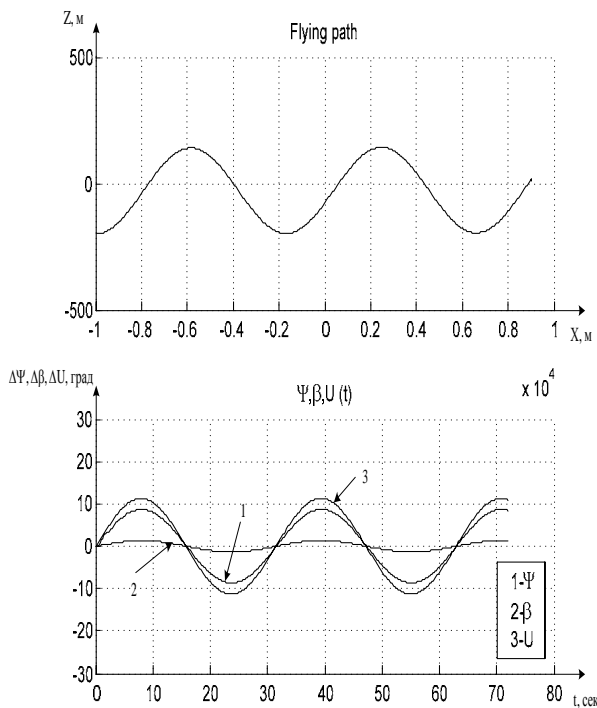 Z, м
Flying path
500
0
-500
-1 -0.8 -0.6 -0.4 -0.2 0 0.2 0.4 0.6 0.8 1
X, м
x 10^4
ΔΨ, Δβ, ΔU, град
Ψ,β,U (t)
30
20
10
0
-10
-20
-30
1
2
3
1-Ψ
2-β
3-U
0 10 20 30 40 50 60 70 80
t, сек